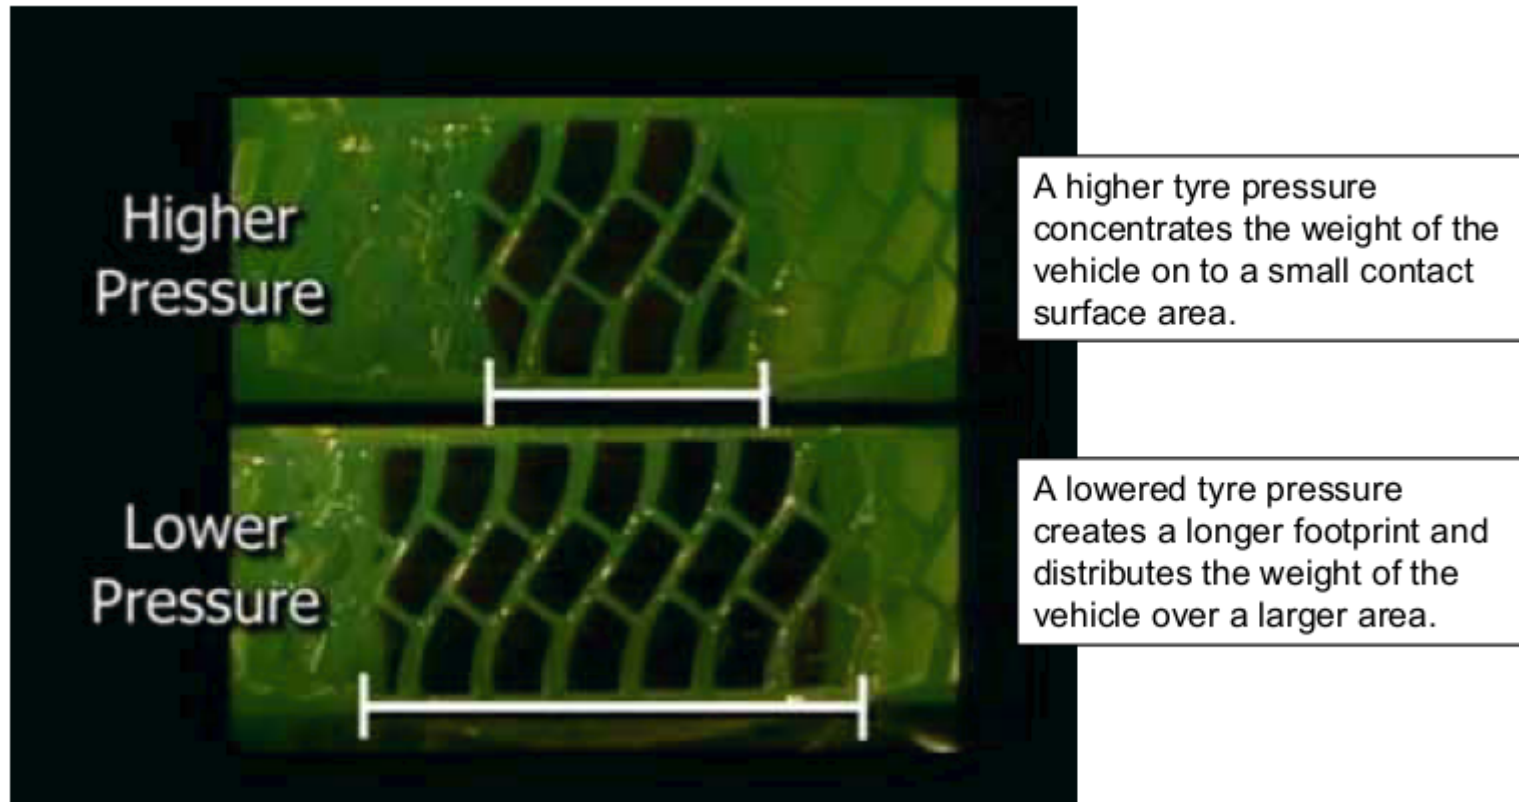 Higher
Pressure
A higher tyre pressure
concentrates the weight of the
vehicle on to a small contact
surface area.
Lower
Pressure
A lowered tyre pressure
creates a longer footprint and
distributes the weight of the
vehicle over a larger area.